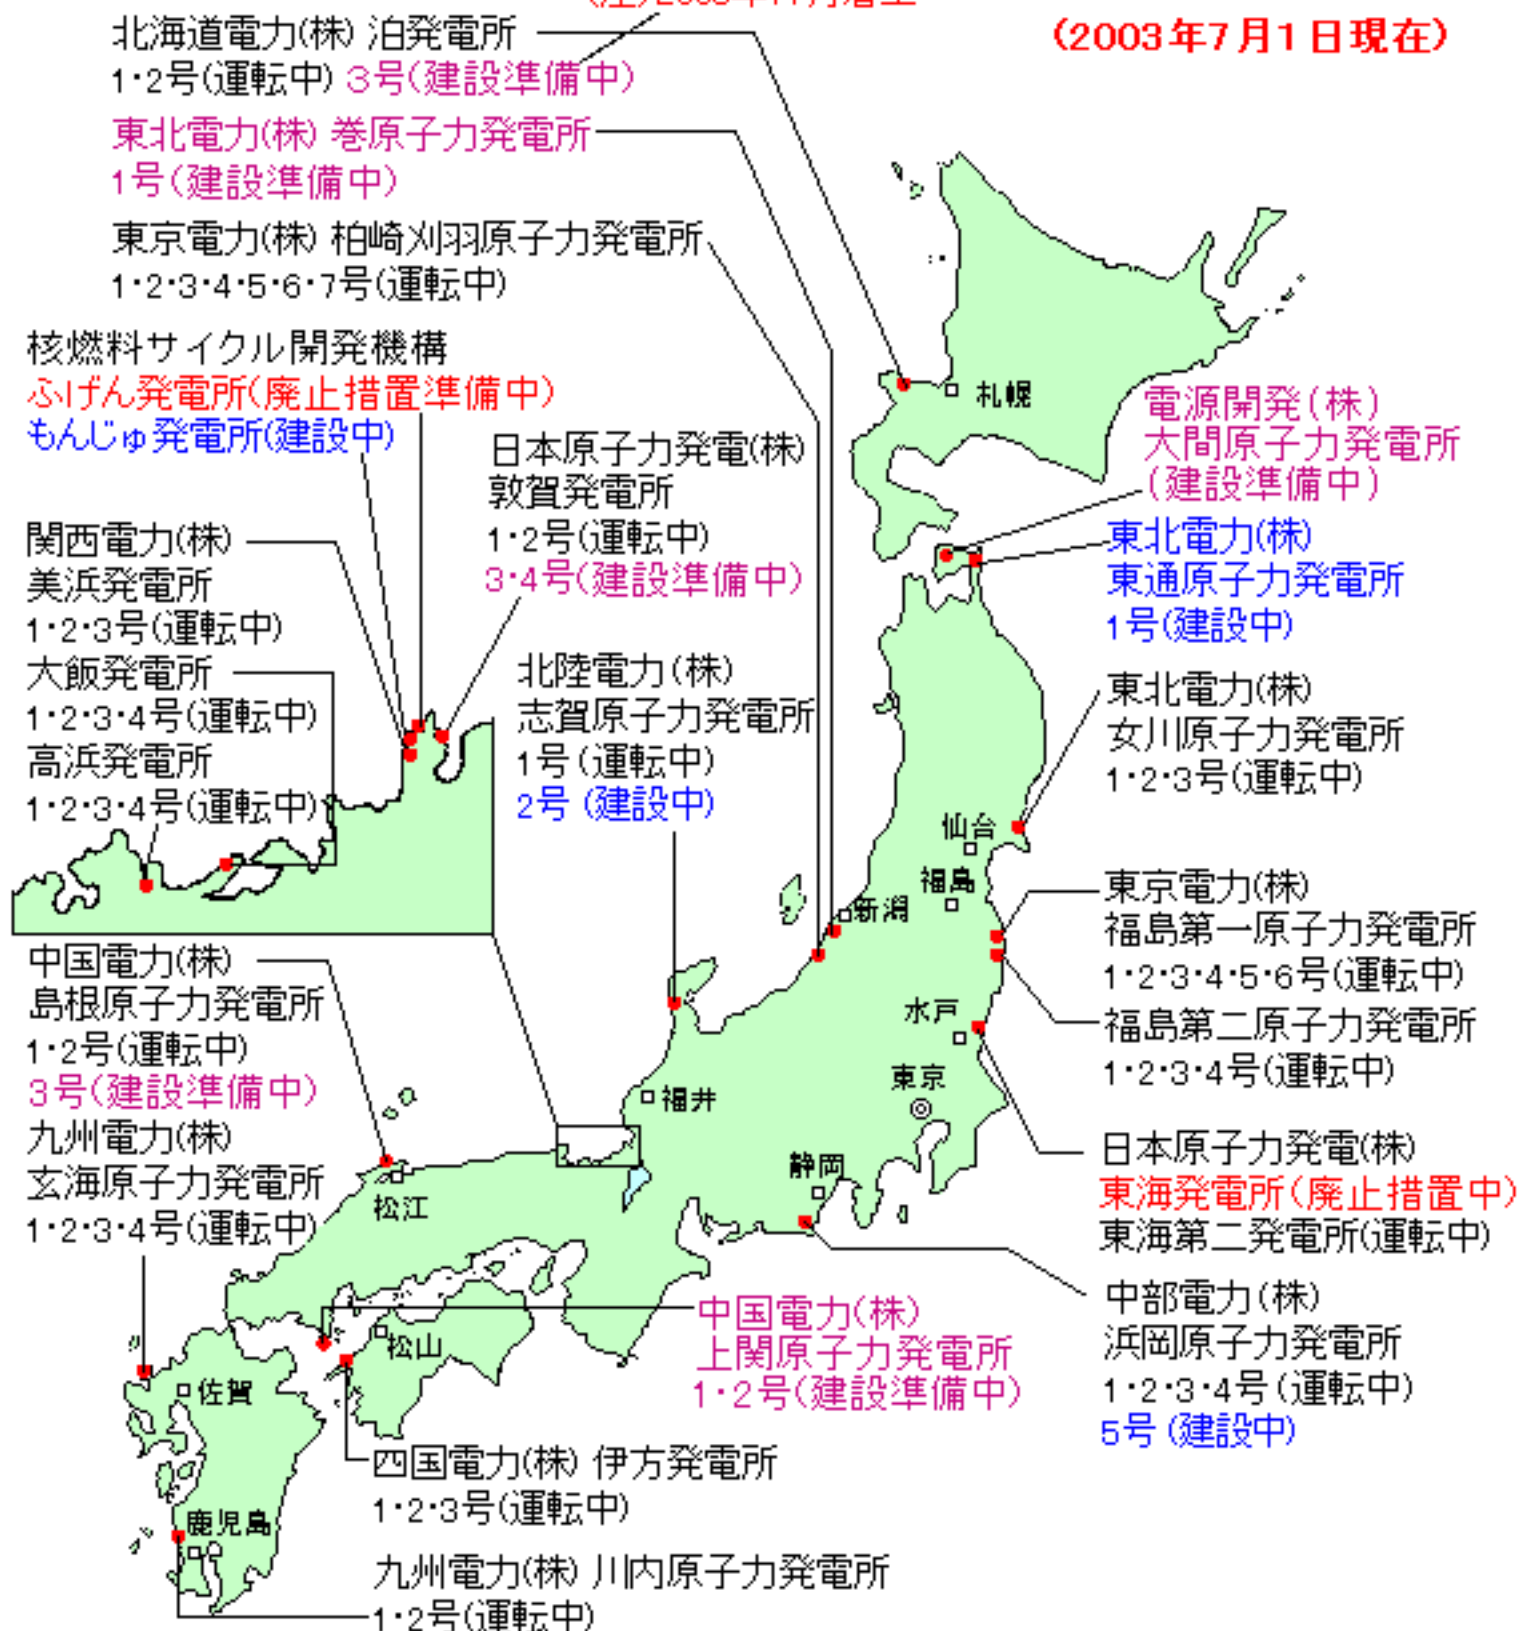 (2003年7月1日現在)
北海道電力(株) 泊発電所
1・2号(運転中) 3号(建設準備中)
東北電力(株) 巻原子力発電所
1号(建設準備中)
東京電力(株) 柏崎刈羽原子力発電所
1・2・3・4・5・6・7号(運転中)
核燃料サイクル開発機構
ふげん発電所(廃止措置準備中)
もんじゅ発電所(建設中)
日本原子力発電(株)
敦賀発電所
1・2号(運転中)
3・4号(建設準備中)
関西電力(株)
美浜発電所
1・2・3号(運転中)
大飯発電所
1・2・3・4号(運転中)
高浜発電所
1・2・3・4号(運転中)
北陸電力(株)
志賀原子力発電所
1号(運転中)
2号(建設中)
中国電力(株)
島根原子力発電所
1・2号(運転中)
3号(建設準備中)
九州電力(株)
玄海原子力発電所
1・2・3・4号(運転中)
札幌
電源開発(株)
大間原子力発電所
(建設準備中)
東北電力(株)
東通原子力発電所
1号(建設中)
東北電力(株)
女川原子力発電所
1・2・3号(運転中)
仙台
福島
新潟
東京電力(株)
福島第一原子力発電所
1・2・3・4・5・6号(運転中)
福島第二原子力発電所
1・2・3・4号(運転中)
水戸
東京
福井
静岡
松江
日本原子力発電(株)
東海発電所(廃止措置中)
東海第二発電所(運転中)
中部電力(株)
浜岡原子力発電所
1・2・3・4号(運転中)
5号(建設中)
中国電力(株)
上関原子力発電所
1・2号(建設準備中)
松山
佐賀
鹿児島
四国電力(株) 伊方発電所
1・2・3号(運転中)
九州電力(株) 川内原子力発電所
1・2号(運転中)